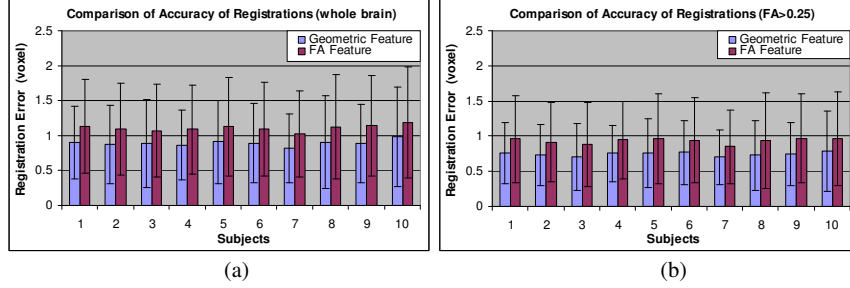 Comparison of Accuracy of Registrations (whole brain)
Registration Error (voxel)
2.5
2
1.5
1
0.5
0
Geometric Feature
FA Feature
1 2 3 4 5 6 7 8 9 10
Subjects
(a)
Comparison of Accuracy of Registrations (FA>0.25)
Registration Error (voxel)
2.5
2
1.5
1
0.5
0
Geometric Feature
FA Feature
1 2 3 4 5 6 7 8 9 10
Subjects
(b)